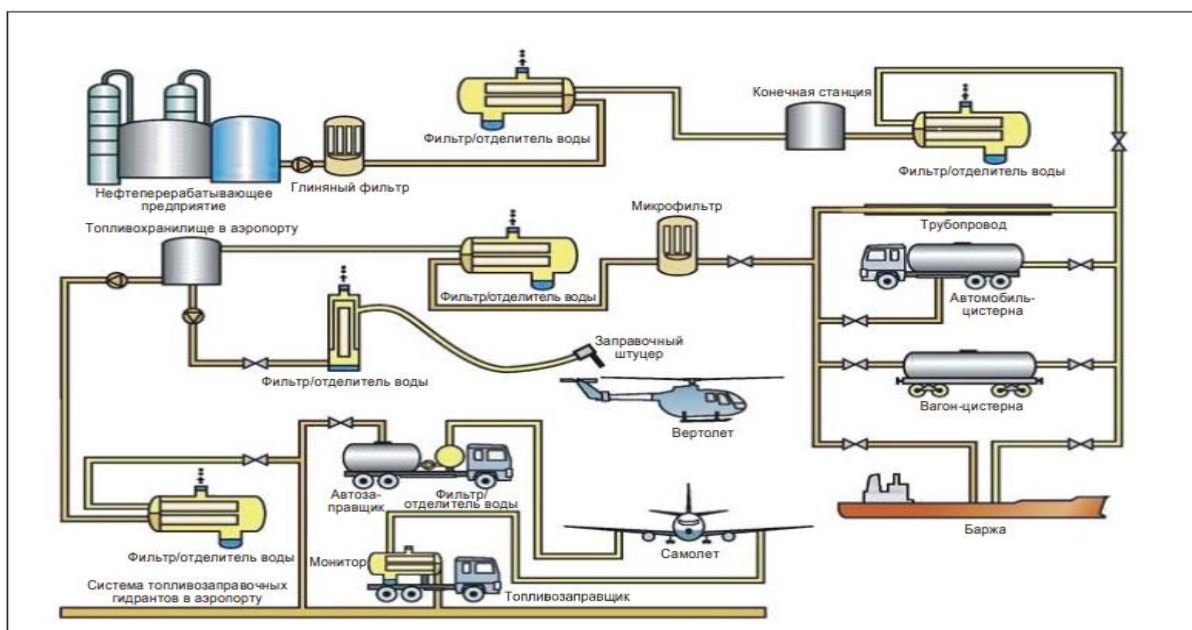 Конечная станция
Фильтр/отделитель воды
Фильтр/отделитель воды
Глиняный фильтр
Нефтеперерабатывающее
предприятие
Микрофильтр
Топливохранилище в аэропорту
Трубопровод
Фильтр/отделитель воды
Автомобиль-
цистерна
Заправочный
штуцер
Фильтр/отделитель воды
Вагон-цистерна
Вертолет
Автоза-
правщик
Фильтр/
отделитель воды
Баржа
Фильтр/отделитель воды
Монитор
Самолет
Система топливозаправочных
гидрантов в аэропорту
Топливозаправщик